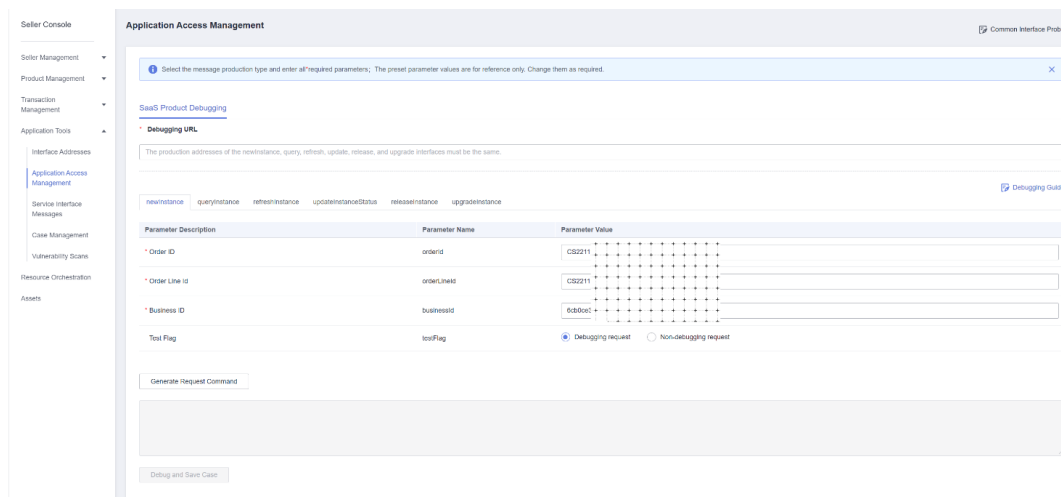 Seller Console
Application Access Management
Common Interface Prob
Seller Management
Product Management
Transaction
Management
Application Tools
Interface Addresses
Application Access
Management
Service Interface
Messages
Case Management
Vulnerability Scans
Resource Orchestration
Assets
Select the message production type and enter all*required parameters; The preset parameter values are for reference only. Change them as required.
SaaS Product Debugging
* Debugging URL
The production addresses of the newInstance, query, refresh, update, release, and upgrade interfaces must be the same.
Debugging Guid
newInstance queryInstance refreshInstance updateInstanceStatus releaseInstance upgradeInstance
Parameter Description Parameter Name Parameter Value
* Order ID orderId CS2211
* Order Line Id orderLineId CS2211
* Business ID businessId 6cb0ce3
Test Flag testFlag Debugging request Non-debugging request
Generate Request Command
Debug and Save Case